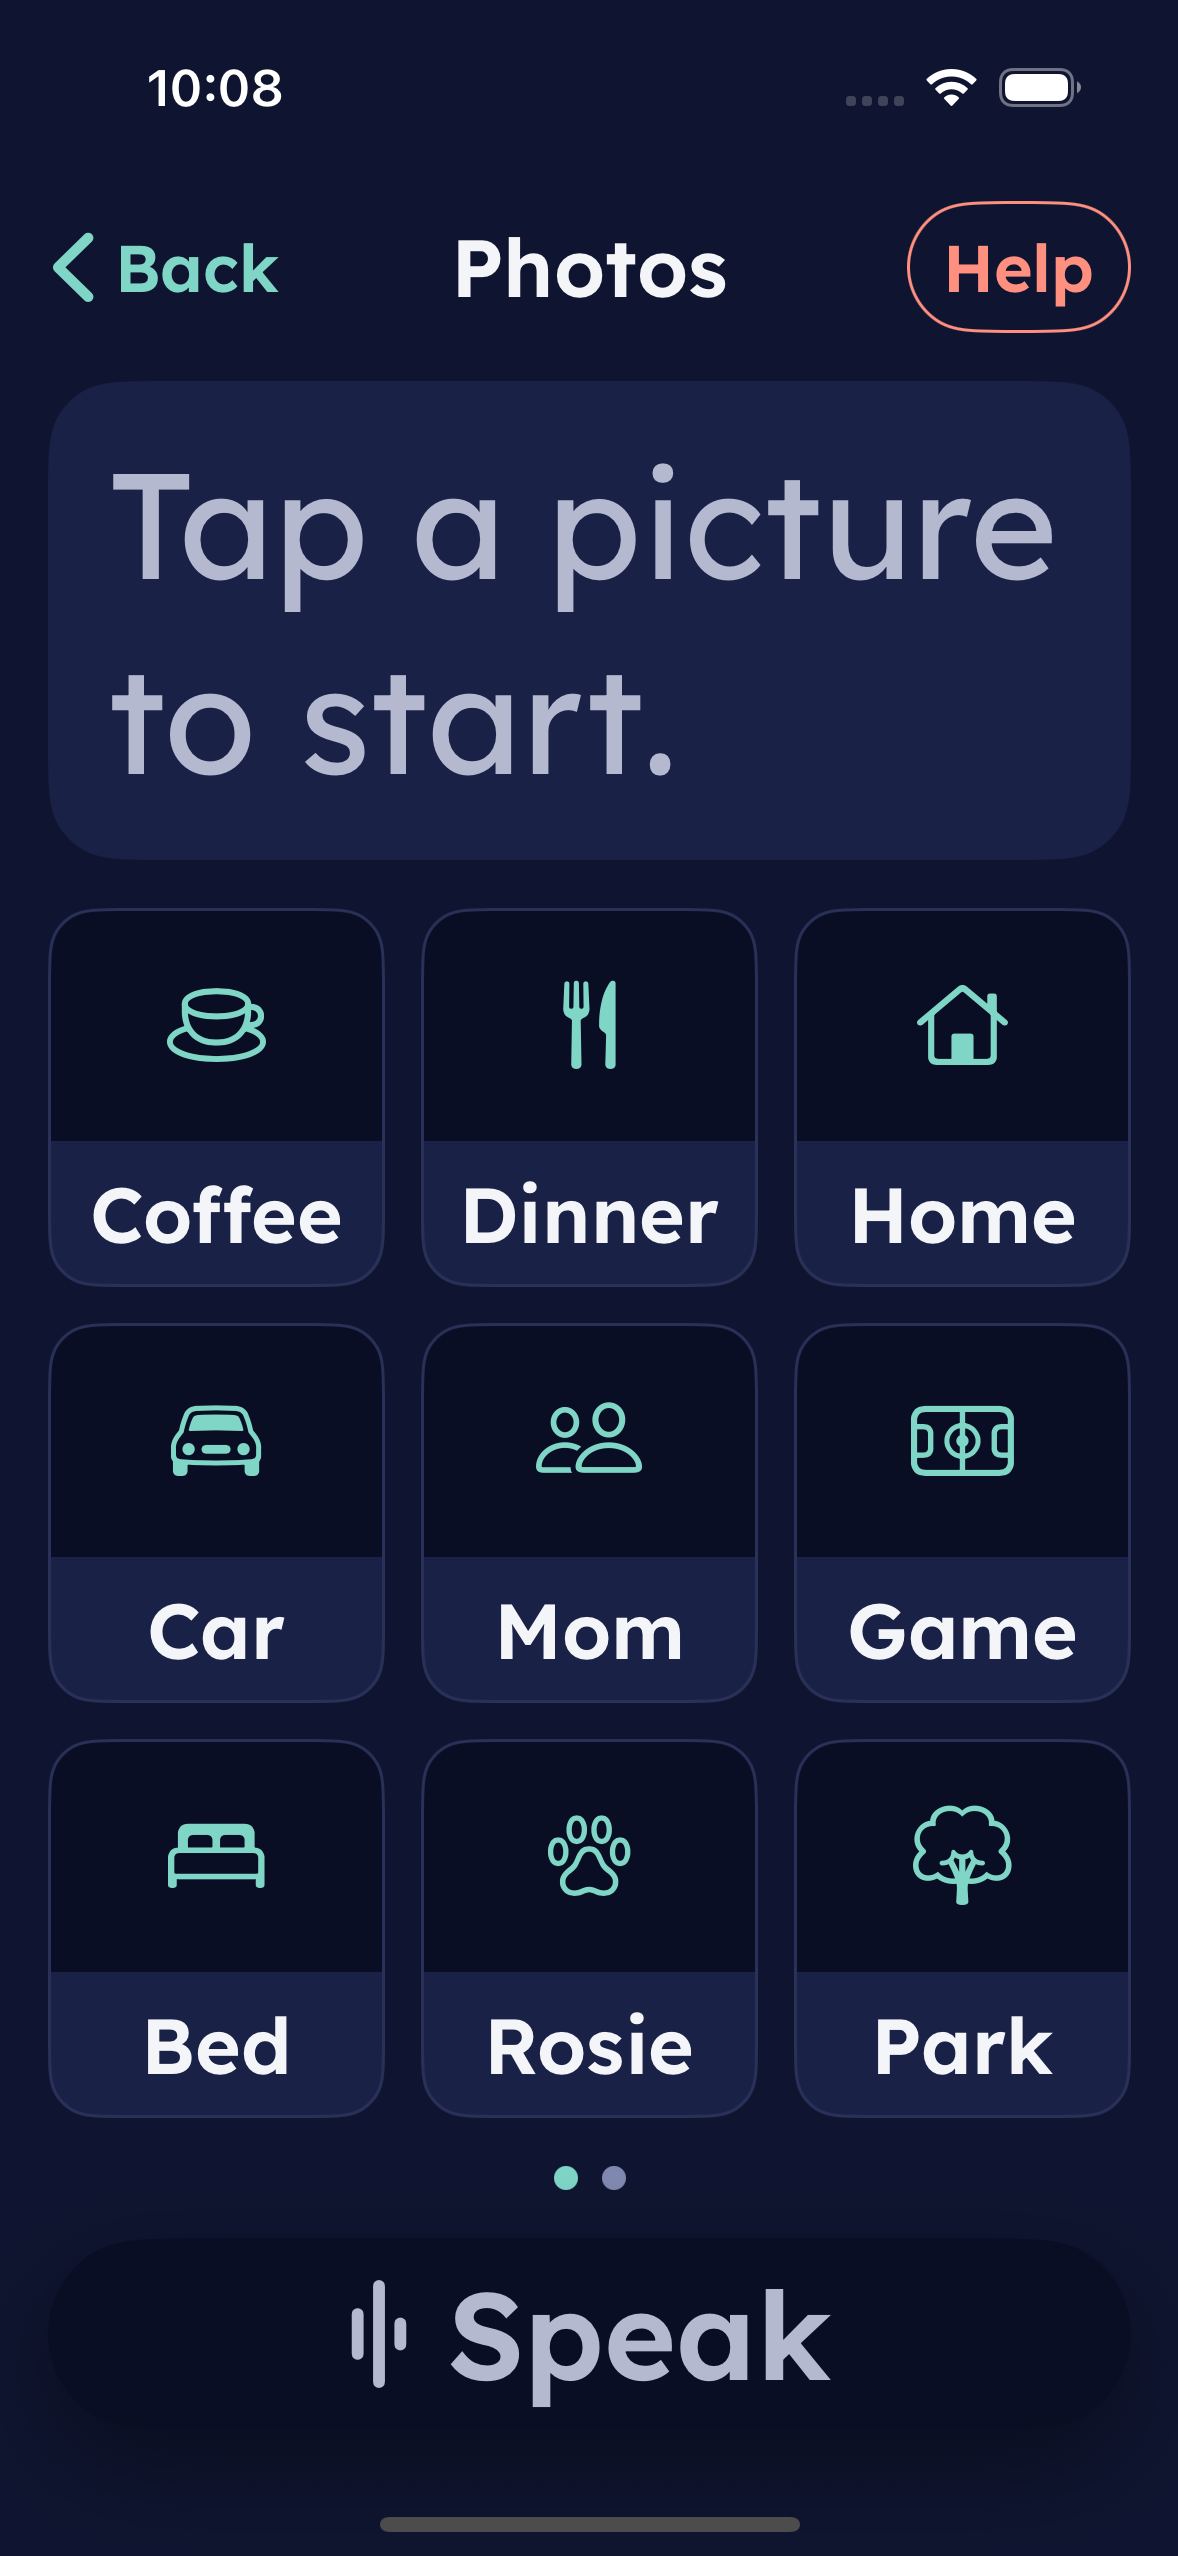 10:08
Back
Photos
Help
Tap a picture
to start.
Coffee
Dinner
Home
Car
Mom
Game
Bed
Rosie
Park
Speak